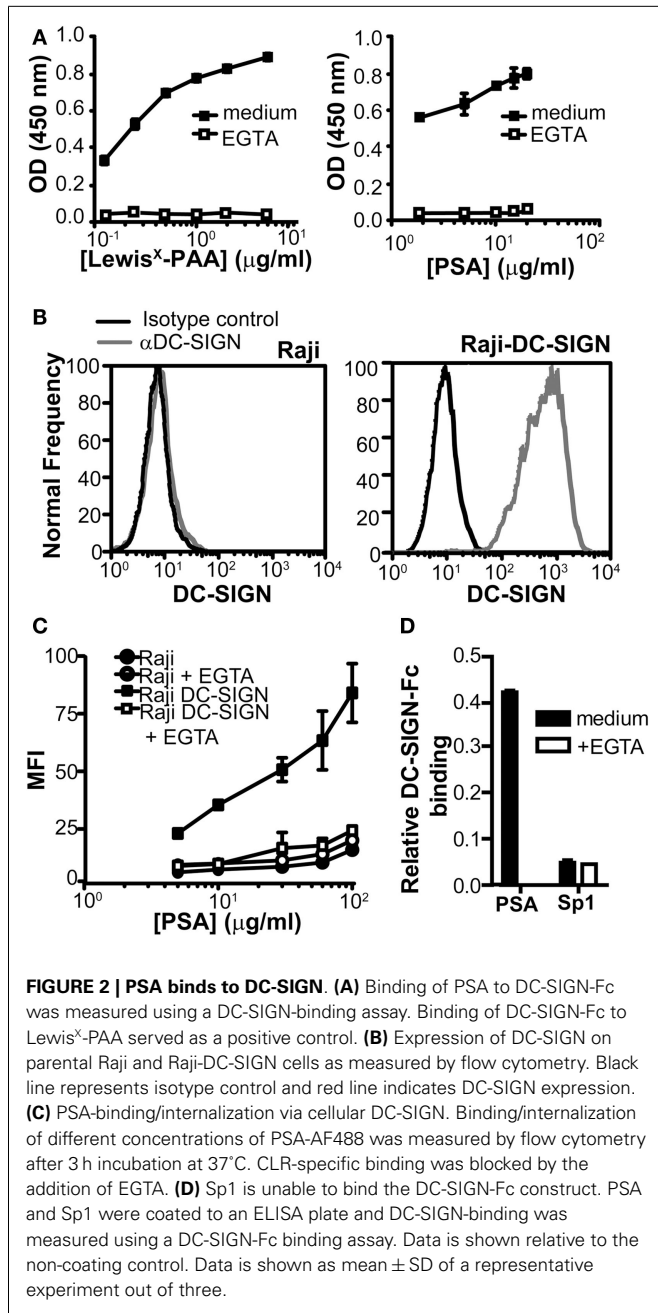 A
OD (450 nm)
1.0
0.8
0.6
0.4
0.2
0.0
medium
EGTA
10⁻¹ 10⁰ 10¹
[Lewisˣ-PAA] (μg/ml)
OD (450 nm)
1.0
0.8
0.6
0.4
0.2
0.0
medium
EGTA
10⁰ 10¹ 10²
[PSA] (μg/ml)
B
Isotype control
αDC-SIGN
Raji
Normal Frequency
100
80
60
40
20
0
10⁰ 10¹ 10² 10³ 10⁴
DC-SIGN
Raji-DC-SIGN
100
80
60
40
20
0
10⁰ 10¹ 10² 10³ 10⁴
DC-SIGN
C
Raji
Raji + EGTA
Raji DC-SIGN
Raji DC-SIGN
+ EGTA
MFI
100
75
50
25
0
10⁰ 10¹ 10²
[PSA] (μg/ml)
D
Relative DC-SIGN-Fc
binding
0.5
0.4
0.3
0.2
0.1
0.0
medium
+EGTA
PSA Sp1
FIGURE 2 | PSA binds to DC-SIGN. (A) Binding of PSA to DC-SIGN-Fc
was measured using a DC-SIGN-binding assay. Binding of DC-SIGN-Fc to
Lewisˣ-PAA served as a positive control. (B) Expression of DC-SIGN on
parental Raji and Raji-DC-SIGN cells as measured by flow cytometry. Black
line represents isotype control and red line indicates DC-SIGN expression.
(C) PSA-binding/internalization via cellular DC-SIGN. Binding/internalization
of different concentrations of PSA-AF488 was measured by flow cytometry
after 3 h incubation at 37°C. CLR-specific binding was blocked by the
addition of EGTA. (D) Sp1 is unable to bind the DC-SIGN-Fc construct. PSA
and Sp1 were coated to an ELISA plate and DC-SIGN-binding was
measured using a DC-SIGN-Fc binding assay. Data is shown relative to the
non-coating control. Data is shown as mean ± SD of a representative
experiment out of three.